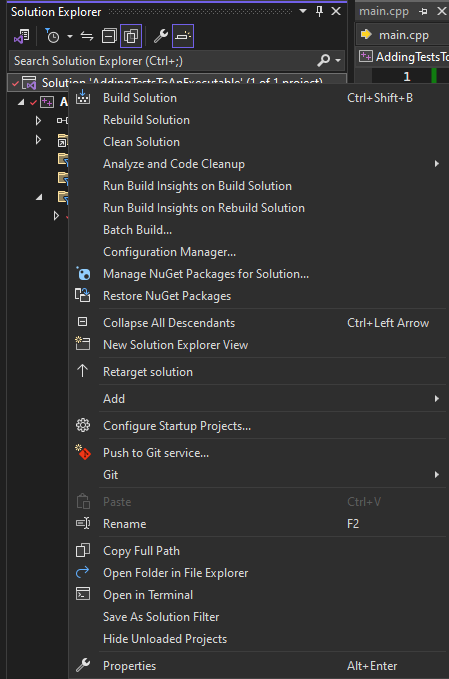 Solution Explorer
main.cpp
Search Solution Explorer (Ctrl+;)
main.cpp
Solution 'AddingTestsToAnExecutable' (1 of 1 project)
1
Build Solution Ctrl+Shift+B
Rebuild Solution
Clean Solution
Analyze and Code Cleanup
Run Build Insights on Build Solution
Run Build Insights on Rebuild Solution
Batch Build...
Configuration Manager...
Manage NuGet Packages for Solution...
Restore NuGet Packages
Collapse All Descendants Ctrl+Left Arrow
New Solution Explorer View
Retarget solution
Add
Configure Startup Projects...
Push to Git service...
Git
Paste Ctrl+V
Rename F2
Copy Full Path
Open Folder in File Explorer
Open in Terminal
Save As Solution Filter
Hide Unloaded Projects
Properties Alt+Enter